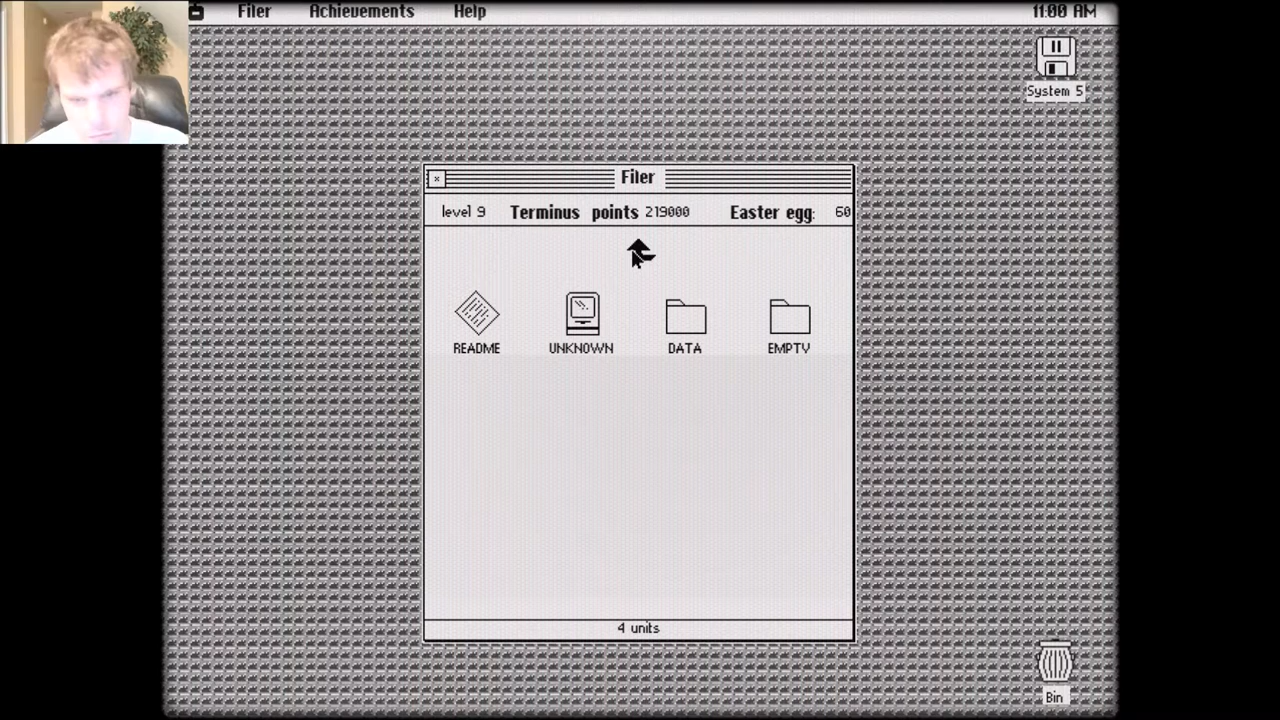 Filer Achievements Help 11:00 AM
System 5
Filer
level 9 Terminus points 219000 Easter egg: 60
README UNKNOWN DATA EMPTY
4 units
Bin